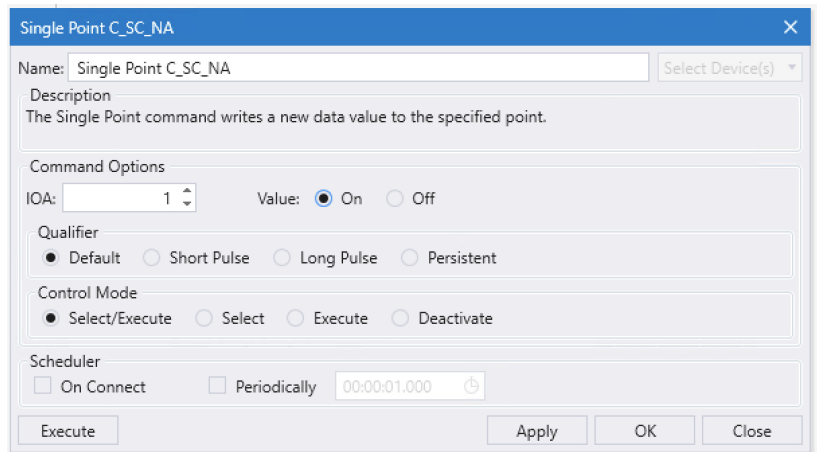 Single Point C_SC_NA
Name: Single Point C_SC_NA Select Device(s)
Description
The Single Point command writes a new data value to the specified point.
Command Options
IOA: 1 Value: On Off
Qualifier
Default Short Pulse Long Pulse Persistent
Control Mode
Select/Execute Select Execute Deactivate
Scheduler
On Connect Periodically 00:00:01.000
Execute Apply OK Close